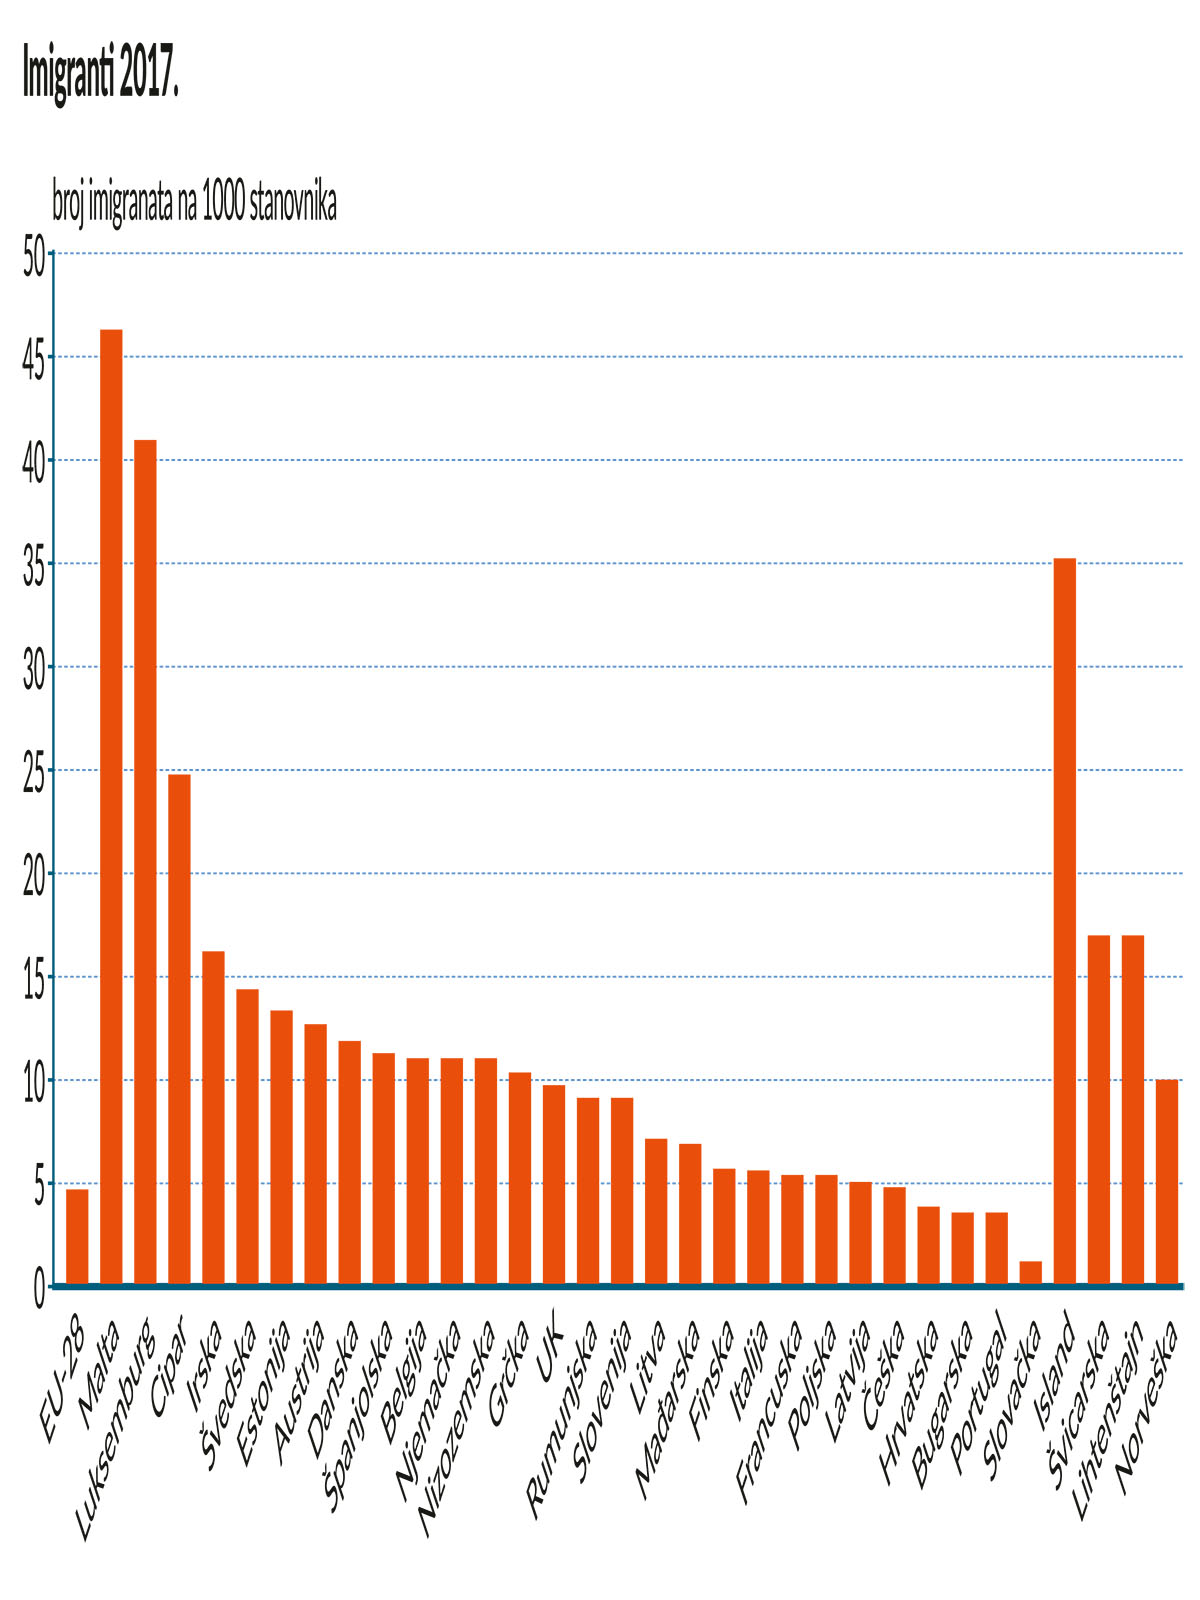 Imigranti 2017.
broj imigranata na 1000 stanovnika
50
45
40
35
30
25
20
15
10
5
0
EU-28
Malta
Luksemburg
Cipar
Irska
Švedska
Estonija
Austrija
Danska
Španjolska
Belgija
Njemačka
Nizozemska
Grčka
UK
Rumunjska
Slovenija
Litva
Mađarska
Finska
Italija
Francuska
Poljska
Latvija
Češka
Hrvatska
Bugarska
Portugal
Slovačka
Island
Švicarska
Lihtenštajn
Norveška